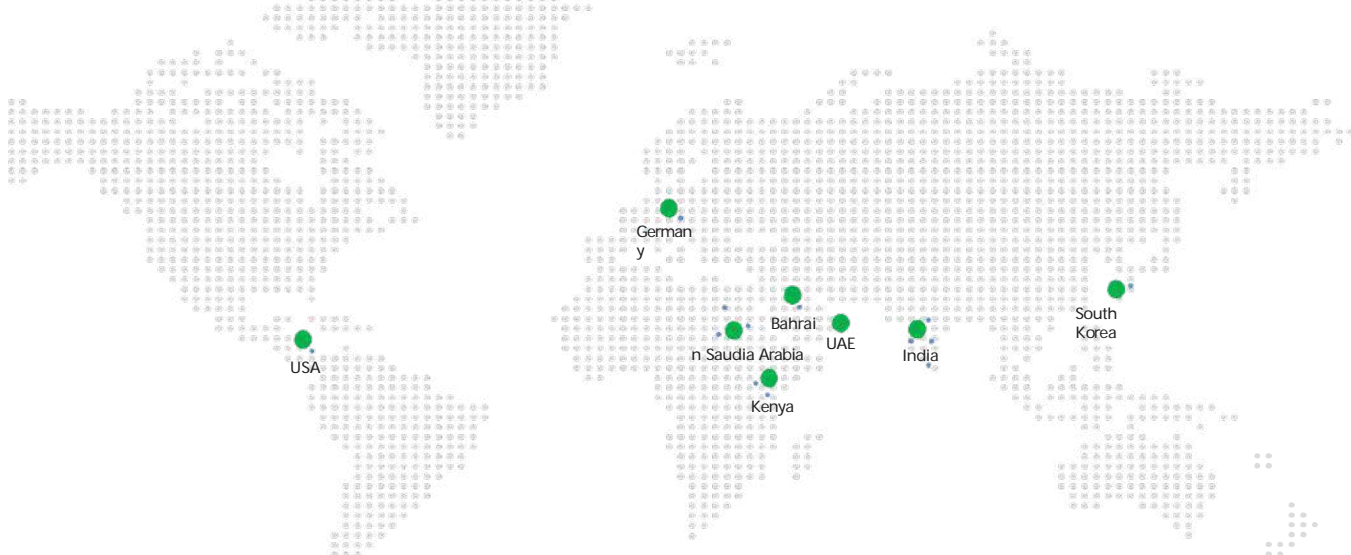 German
y
South
Korea
Bahrai
UAE
India
n Saudia Arabia
USA
Kenya